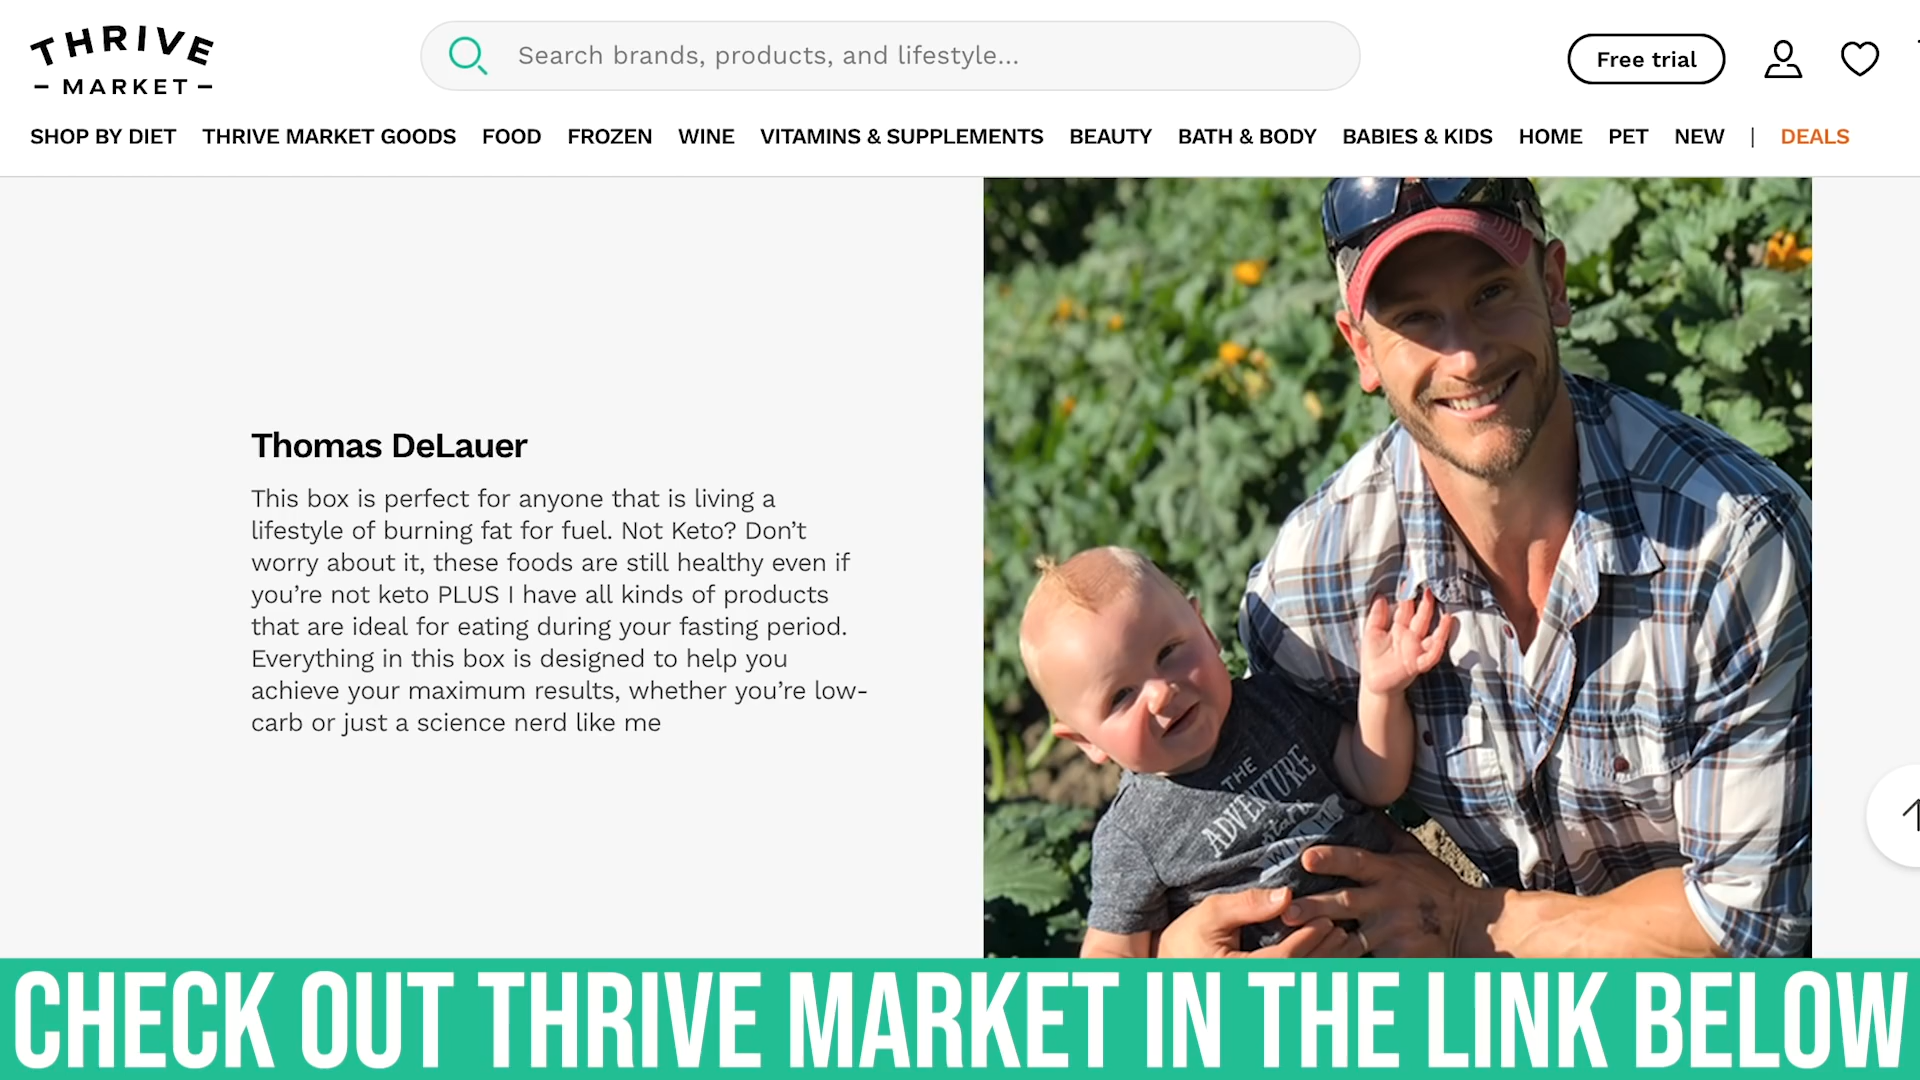 THRIVE
MARKET
Search brands, products, and lifestyle...
Free trial
SHOP BY DIET THRIVE MARKET GOODS FOOD FROZEN WINE VITAMINS & SUPPLEMENTS BEAUTY BATH & BODY BABIES & KIDS HOME PET NEW | DEALS
Thomas DeLauer
This box is perfect for anyone that is living a
lifestyle of burning fat for fuel. Not Keto? Don’t
worry about it, these foods are still healthy even if
you’re not keto PLUS I have all kinds of products
that are ideal for eating during your fasting period.
Everything in this box is designed to help you
achieve your maximum results, whether you’re low-
carb or just a science nerd like me
THE
ADVENTURE
CHECK OUT THRIVE MARKET IN THE LINK BELOW